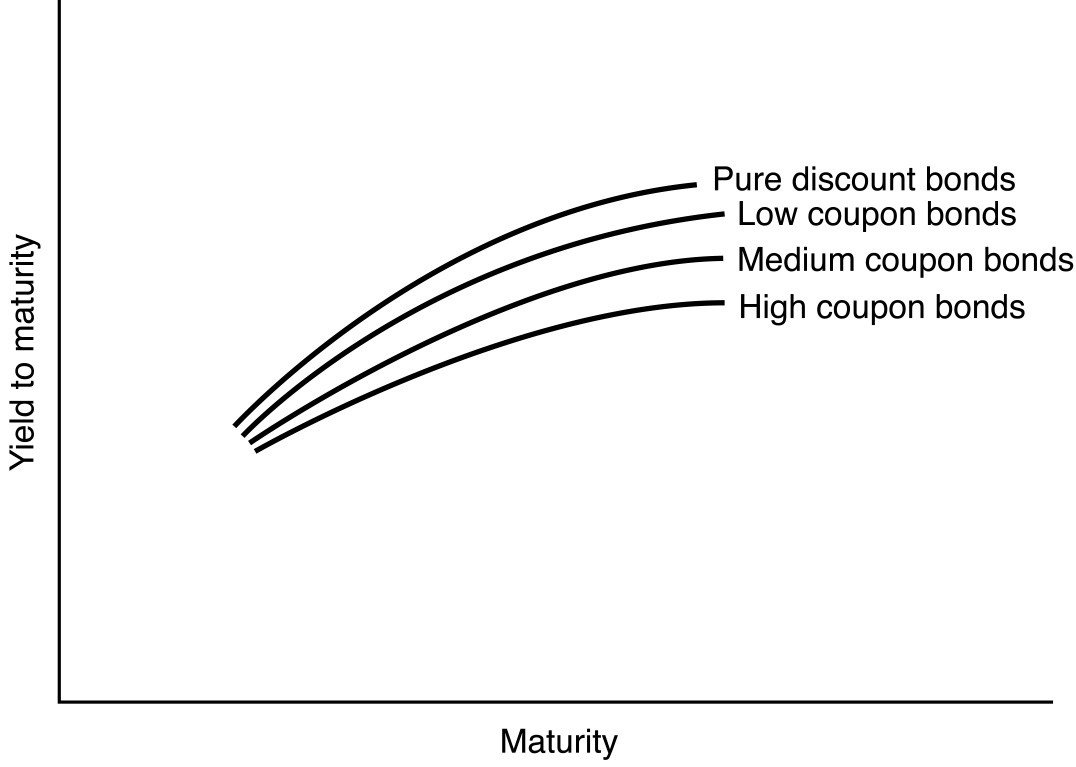 Pure discount bonds
Low coupon bonds
Medium coupon bonds
High coupon bonds
Yield to maturity
Maturity